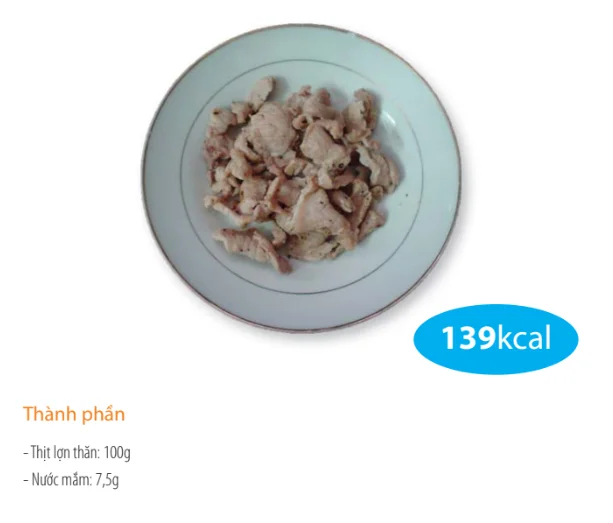 139kcal
Thành phần
- Thịt lợn thăn: 100g
- Nước mắm: 7,5g